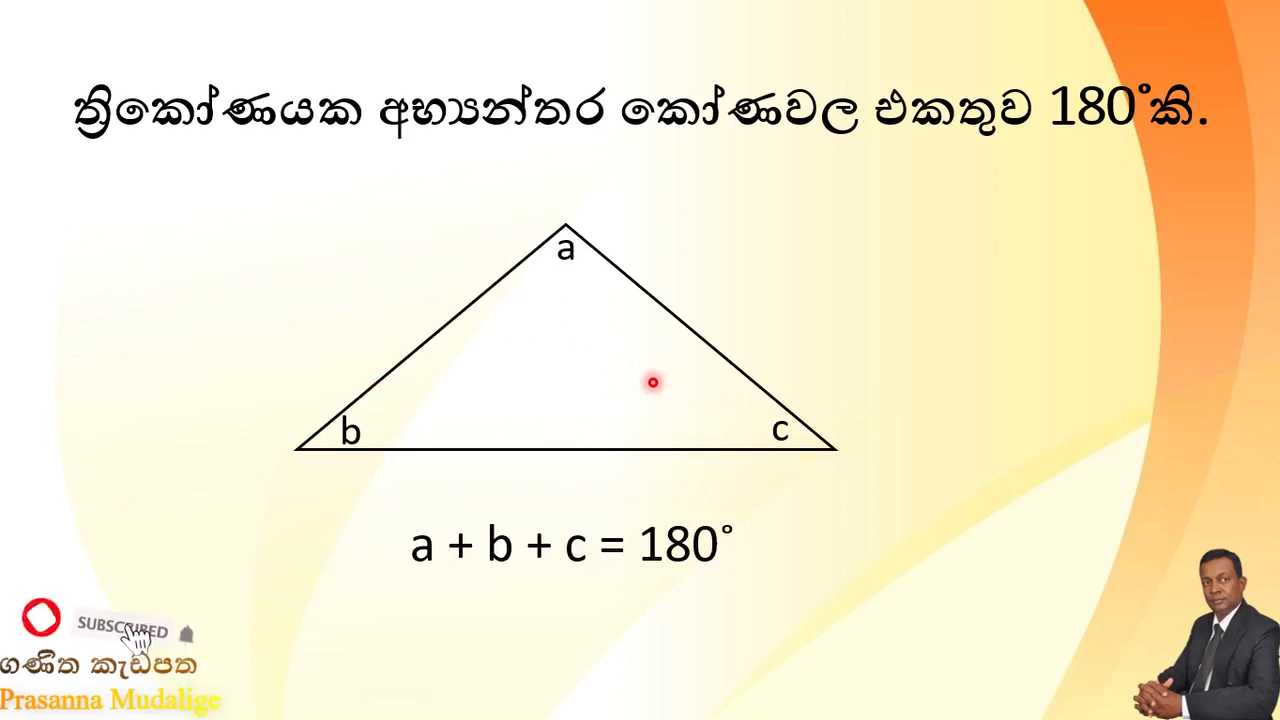 ත්‍රිකෝණයක අභ්‍යන්තර කෝණවල එකතුව 180°කි.
a
b
c
a + b + c = 180°
SUBSCRIBED
ගණිත කැඩපත
Prasanna Mudalige